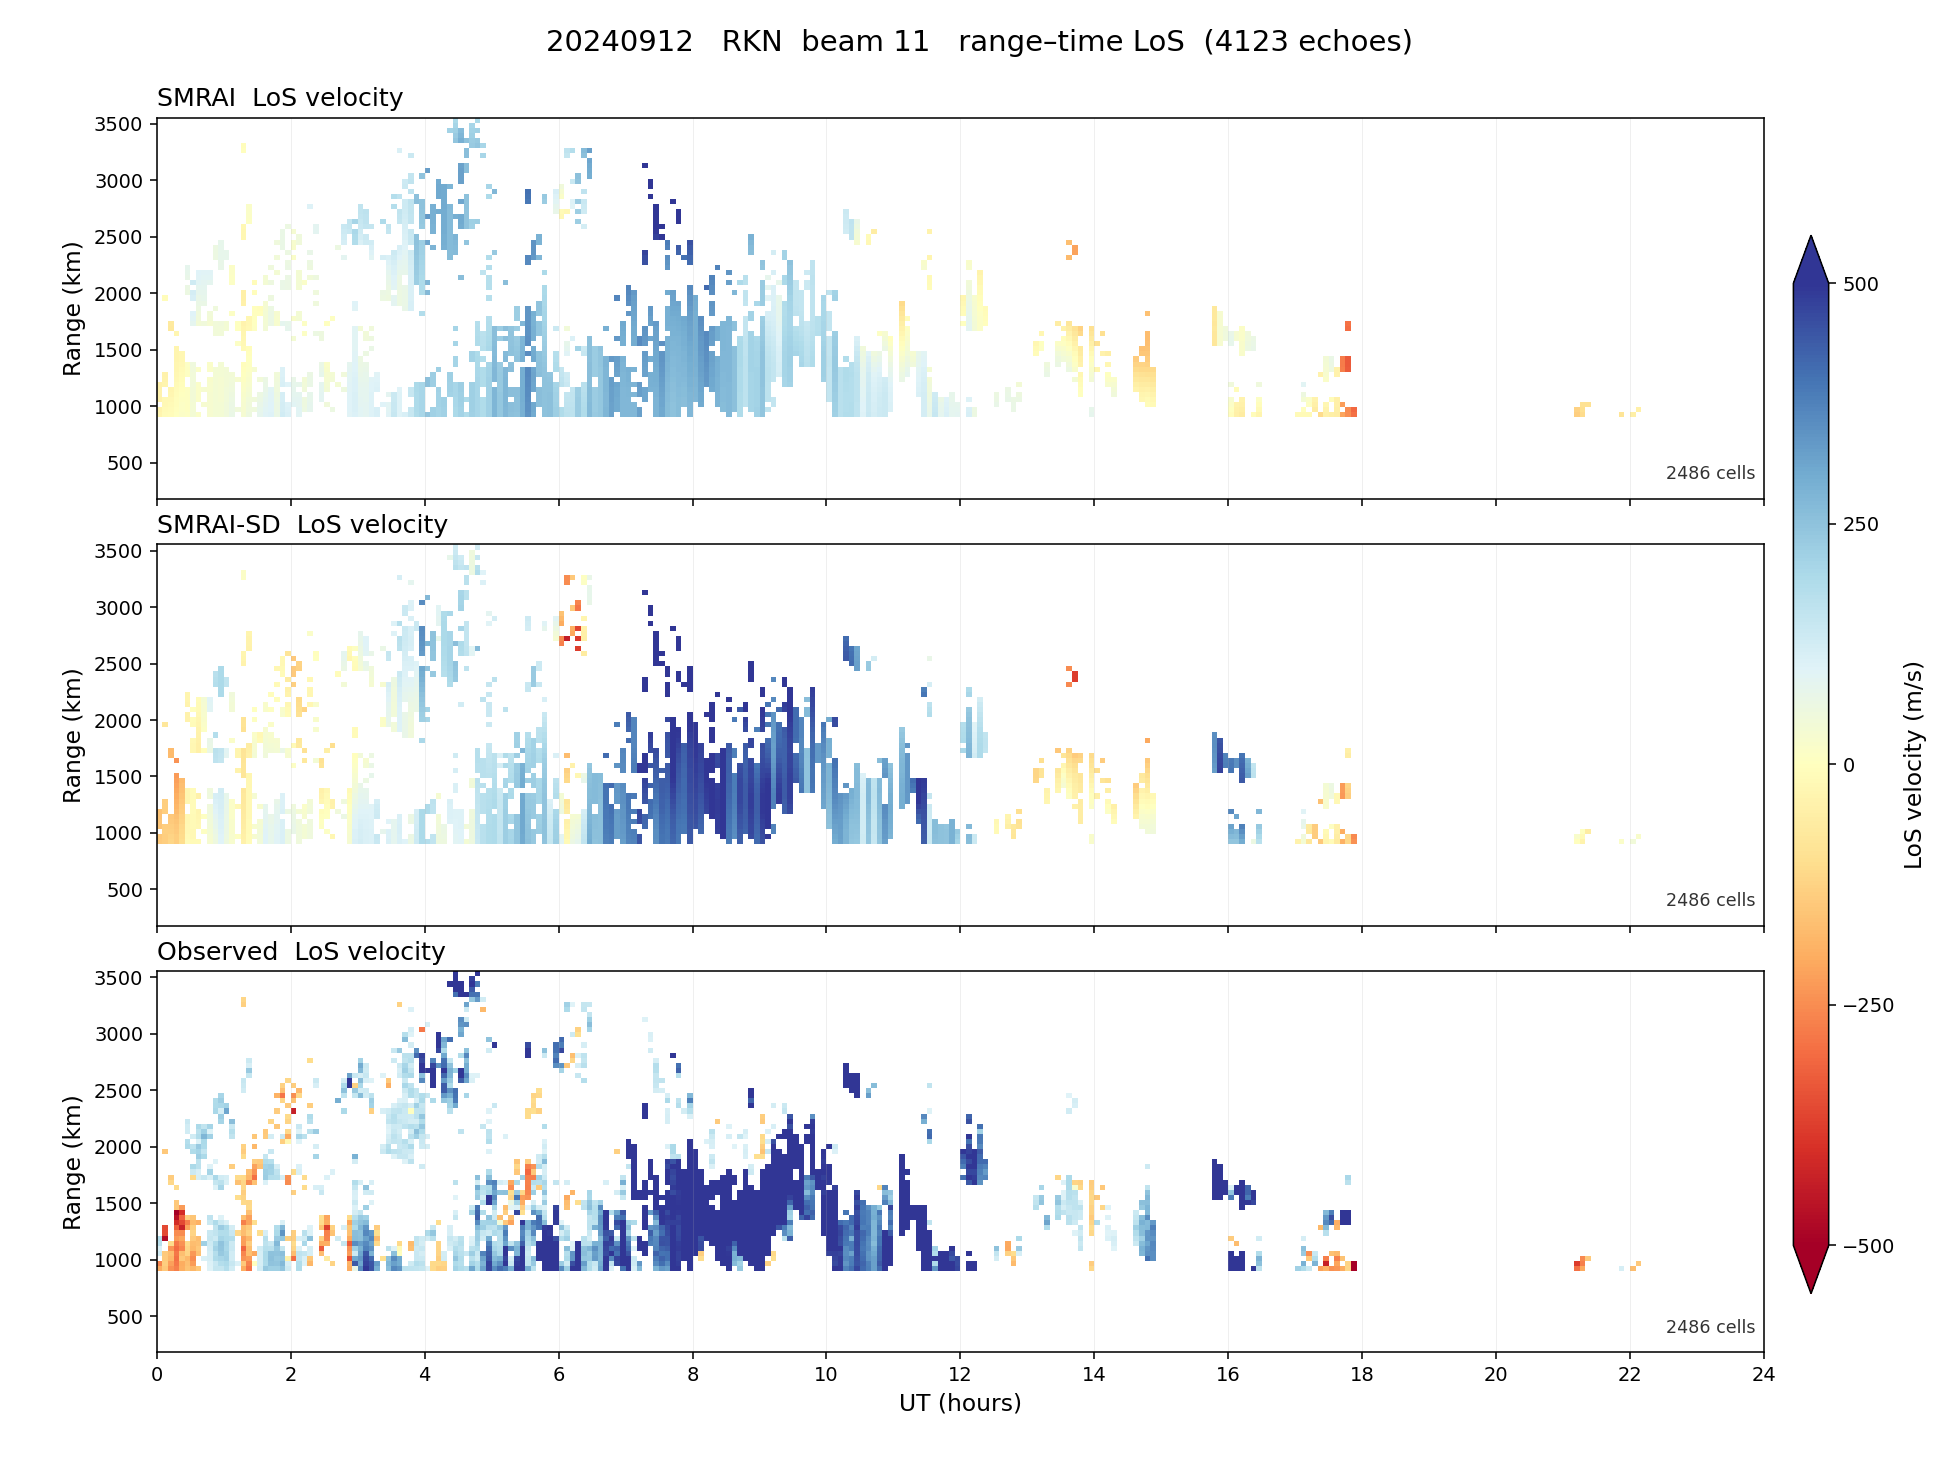 20240912   RKN  beam 11   range–time LoS  (4123 echoes)
SMRAI  LoS velocity
3500
3000
2500
2000
1500
1000
500
Range (km)
2486 cells
SMRAI-SD  LoS velocity
3500
3000
2500
2000
1500
1000
500
Range (km)
2486 cells
Observed  LoS velocity
3500
3000
2500
2000
1500
1000
500
Range (km)
2486 cells
0 2 4 6 8 10 12 14 16 18 20 22 24
UT (hours)
500
250
0
−250
−500
LoS velocity (m/s)